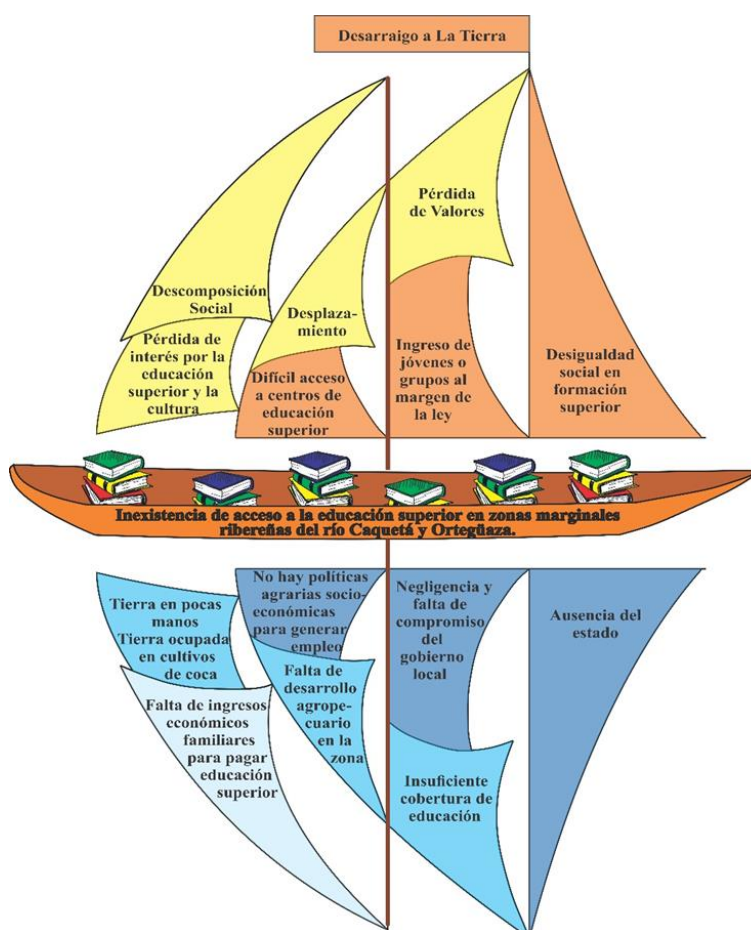 Desarraigo a La Tierra
Pérdida
de Valores
Descomposición
Social
Desplaza-
miento
Pérdida de
interés por la
educación
superior y la
cultura
Difícil acceso
a centros de
educación
superior
Ingreso de
jóvenes o
grupos al
margen de
la ley
Desigualdad
social en
formación
superior
Inexistencia de acceso a la educación superior en zonas marginales
ribereñas del río Caquetá y Ortegüaza.
Tierra en pocas
manos
Tierra ocupada
en cultivos
de coca
No hay políticas
agrarias socio-
económicas
para generar
empleo
Negligencia y
falta de
compromiso
del
gobierno
local
Ausencia del
estado
Falta de ingresos
económicos
familiares
para pagar
educación
superior
Falta de
desarrollo
agrope-
cuario
en la
zona
Insuficiente
cobertura de
educación